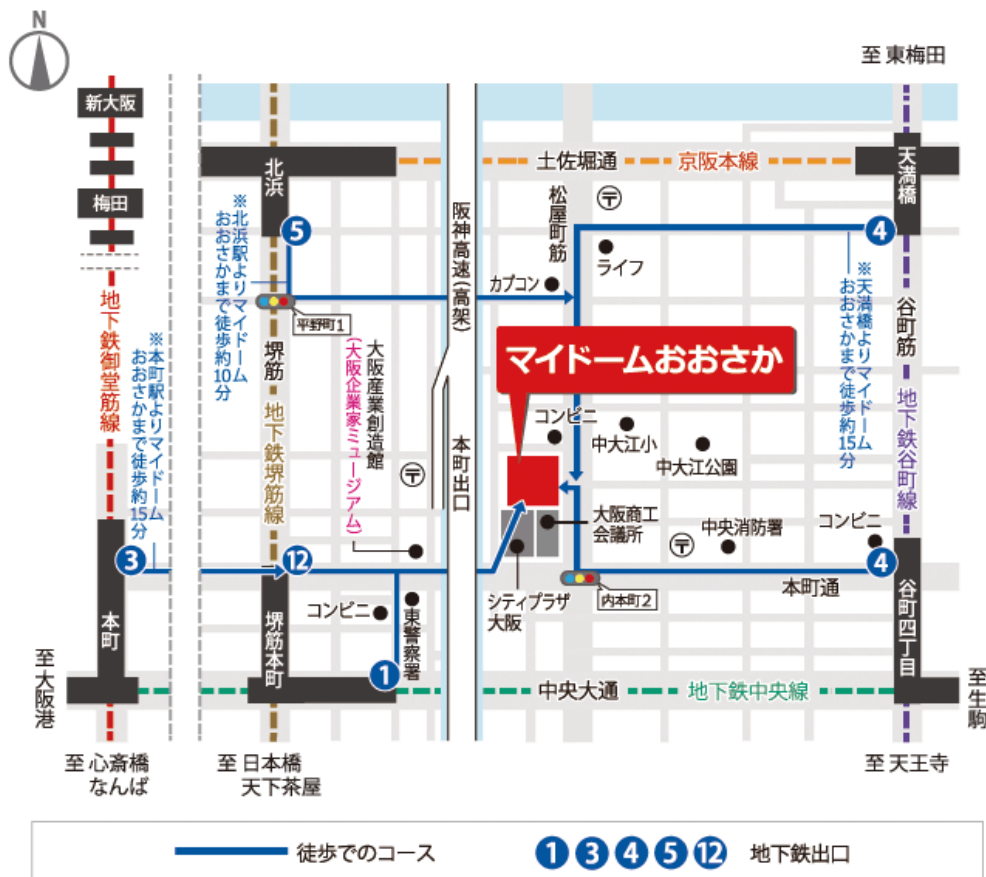 N
至 東梅田
新大阪
梅田
地下鉄御堂筋線
※本町駅よりマイドーム
おおさかまで徒歩約15分
3
本町
至大阪港
至 心斎橋
なんば
北浜
5
※北浜駅よりマイドーム
おおさかまで徒歩約10分
平野町1
堺筋
地下鉄堺筋線
12
堺筋本町
至 日本橋
天下茶屋
大阪産業創造館
(大阪企業家ミュージアム)
〒
コンビニ
東警察署
1
阪神高速(高架)
本町出口
土佐堀通
京阪本線
松屋町筋
〒
ライフ
カプコン
マイドームおおさか
コンビニ
中大江小
中大江公園
大阪商工
会議所
シティプラザ
大阪
〒
中央消防署
コンビニ
内本町2
本町通
中央大通
地下鉄中央線
天満橋
4
※天満橋よりマイドーム
おおさかまで徒歩約15分
谷町筋
地下鉄谷町線
4
谷町四丁目
至生駒
至 天王寺
徒歩でのコース
1 3 4 5 12 地下鉄出口